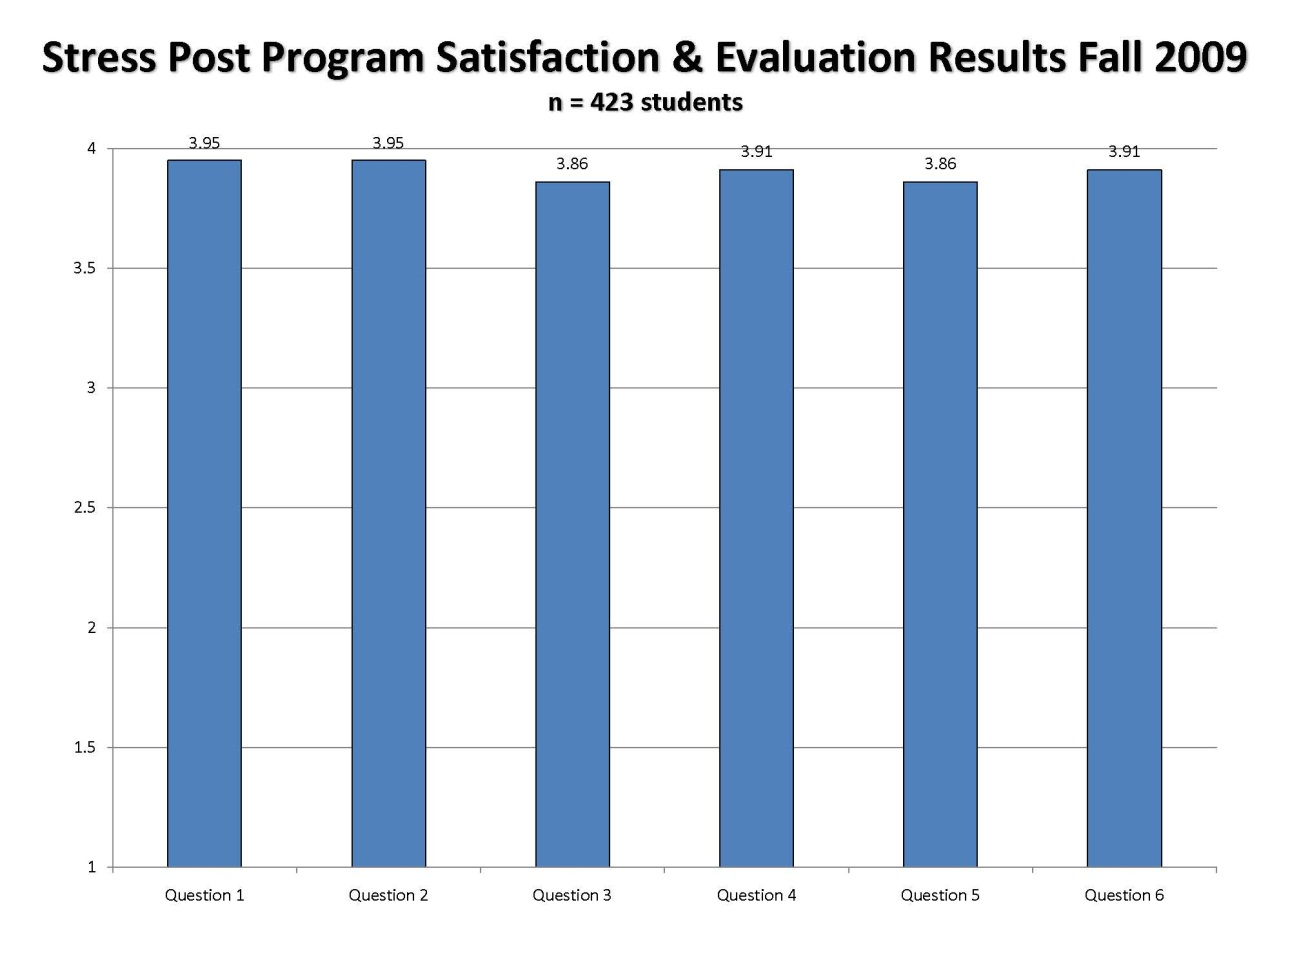 Stress Post Program Satisfaction & Evaluation Results Fall 2009
n = 423 students
4
3.5
3
2.5
2
1.5
1
3.95
3.95
3.86
3.91
3.86
3.91
Question 1
Question 2
Question 3
Question 4
Question 5
Question 6